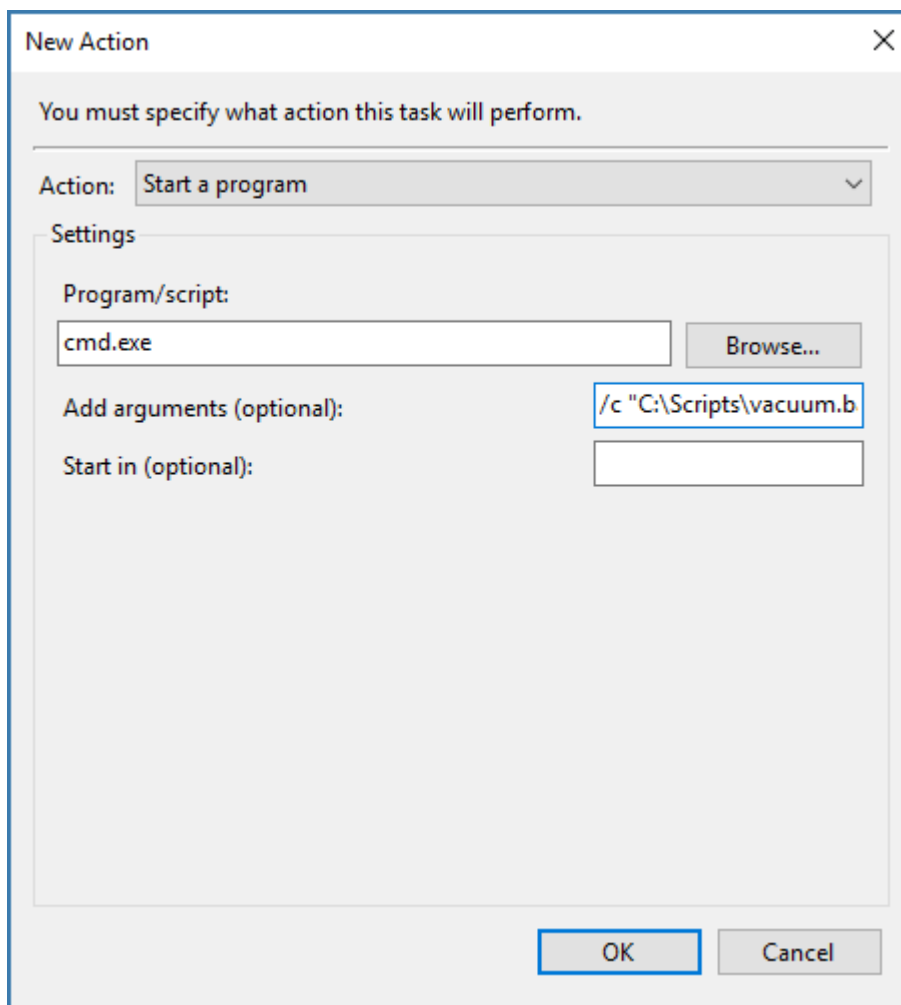 New Action
You must specify what action this task will perform.
Action: Start a program
Settings
Program/script:
cmd.exe
Browse...
Add arguments (optional): /c "C:\Scripts\vacuum.b
Start in (optional):
OK Cancel